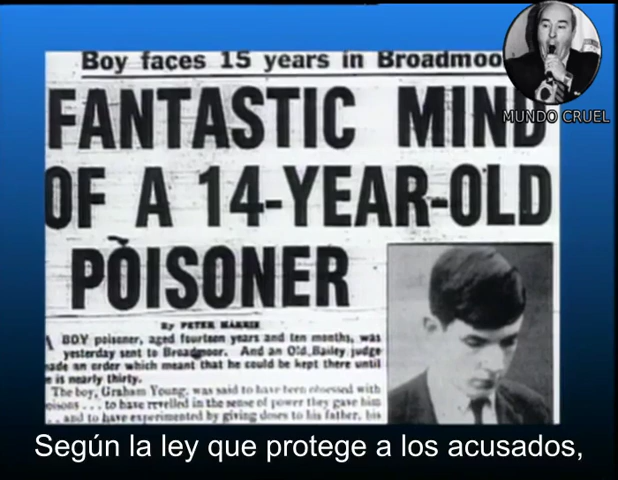 Boy faces 15 years in Broadmoo
FANTASTIC MIND
OF A 14-YEAR-OLD
POISONER
MUNDO CRUEL
By PETER HARRIS
A BOY poisoner, aged fourteen years and ten months, was
yesterday sent to Broadmoor. And an Old Bailey judge
ade an order which meant that he could be kept there until
e is nearly thirty.
The boy, Graham Young, was said to have been obsessed with
oisons . . . to have revelled in the sense of power they gave him
. . and to have experimented by giving doses to his father, his
Según la ley que protege a los acusados,